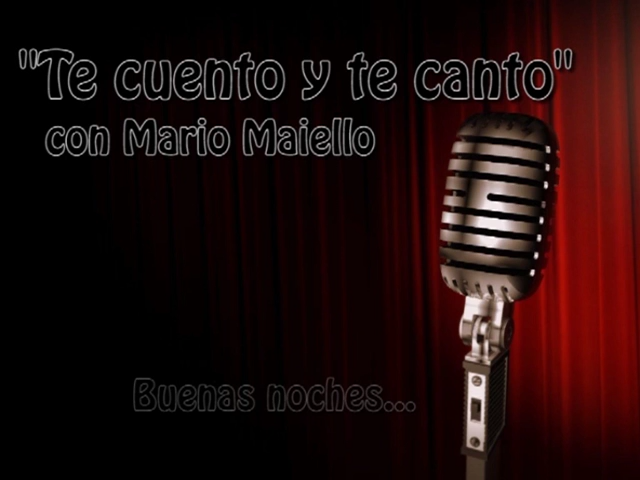 "Te cuento y te canto"
con Mario Maiello
Buenas noches...